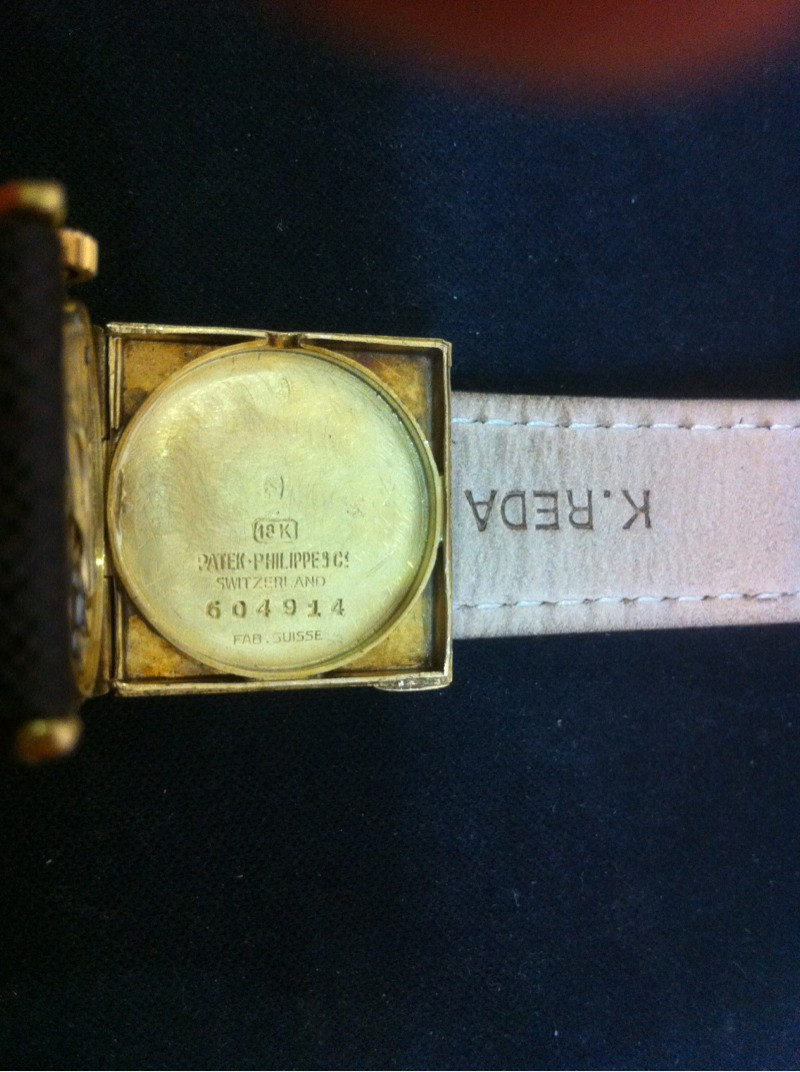 18K
PATEK·PHILIPPE & Cº
SWITZERLAND
604914
FAB. SUISSE
K.REDA